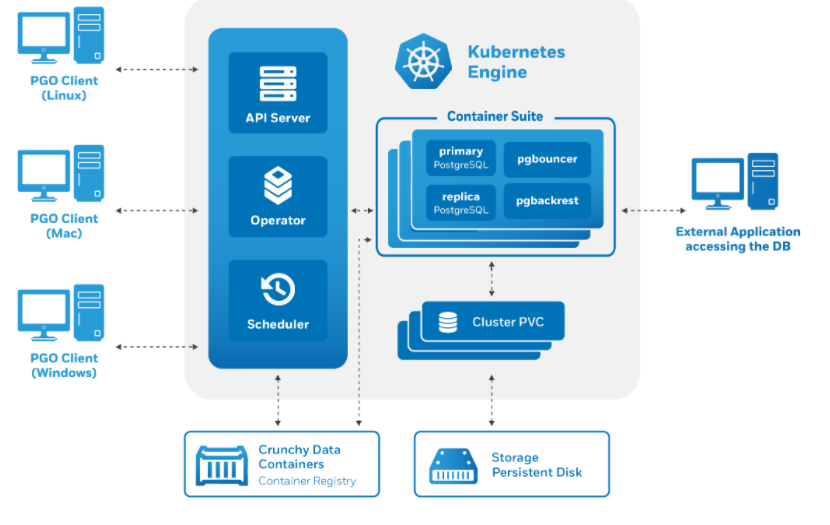 PGO Client
(Linux)
PGO Client
(Mac)
PGO Client
(Windows)
API Server
Operator
Scheduler
Kubernetes
Engine
Container Suite
primary
PostgreSQL
pgbouncer
replica
PostgreSQL
pgbackrest
Cluster PVC
External Application
accessing the DB
Crunchy Data
Containers
Container Registry
Storage
Persistent Disk